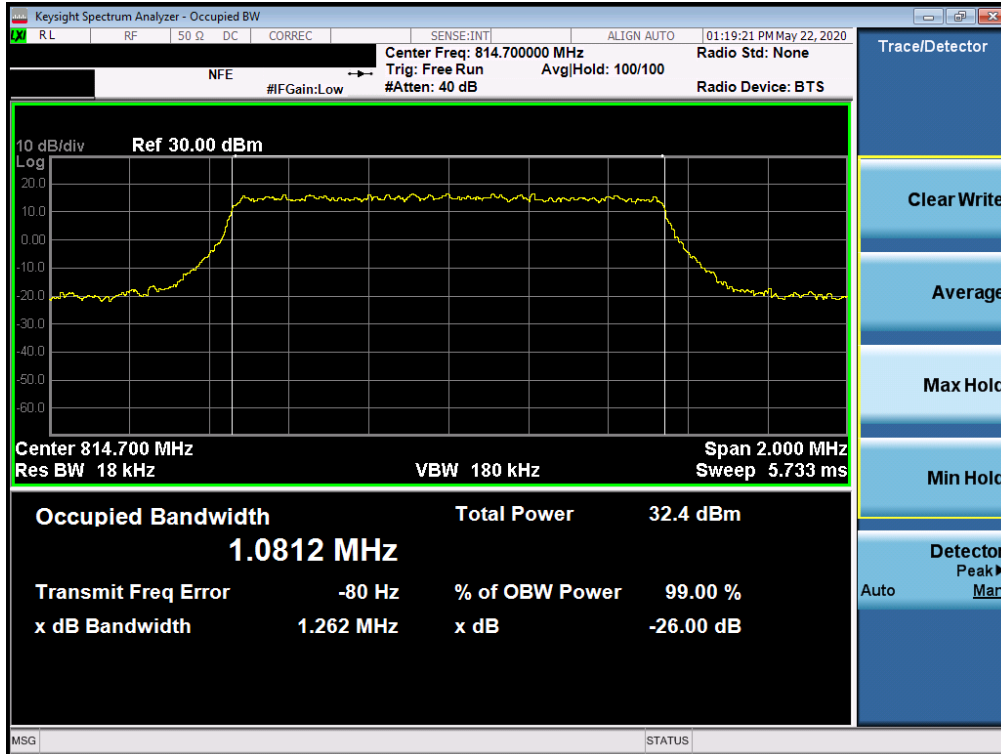 Keysight Spectrum Analyzer - Occupied BW
LXI RL RF 50 Ω DC CORREC SENSE:INT ALIGN AUTO 01:19:21 PM May 22, 2020
Center Freq: 814.700000 MHz Radio Std: None
NFE Trig: Free Run Avg|Hold: 100/100
#IFGain:Low #Atten: 40 dB Radio Device: BTS
Trace/Detector
10 dB/div Ref 30.00 dBm
Log
20.0
10.0
0.00
-10.0
-20.0
-30.0
-40.0
-50.0
-60.0
Center 814.700 MHz Span 2.000 MHz
Res BW 18 kHz VBW 180 kHz Sweep 5.733 ms
Occupied Bandwidth Total Power 32.4 dBm
1.0812 MHz
Transmit Freq Error -80 Hz % of OBW Power 99.00 %
x dB Bandwidth 1.262 MHz x dB -26.00 dB
Clear Write
Average
Max Hold
Min Hold
Detector
Peak
Auto Man
MSG STATUS